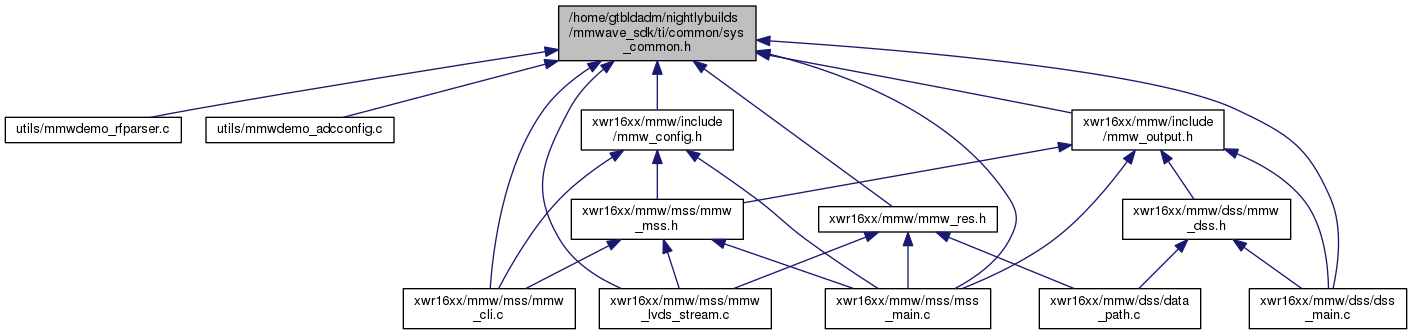 /home/gtbldadm/nightlybuilds
/mmwave_sdk/ti/common/sys
_common.h
utils/mmwdemo_rfparser.c
utils/mmwdemo_adcconfig.c
xwr16xx/mmw/include
/mmw_config.h
xwr16xx/mmw/include
/mmw_output.h
xwr16xx/mmw/mss/mmw
_mss.h
xwr16xx/mmw/mmw_res.h
xwr16xx/mmw/dss/mmw
_dss.h
xwr16xx/mmw/mss/mmw
_cli.c
xwr16xx/mmw/mss/mmw
_lvds_stream.c
xwr16xx/mmw/mss/mss
_main.c
xwr16xx/mmw/dss/data
_path.c
xwr16xx/mmw/dss/dss
_main.c